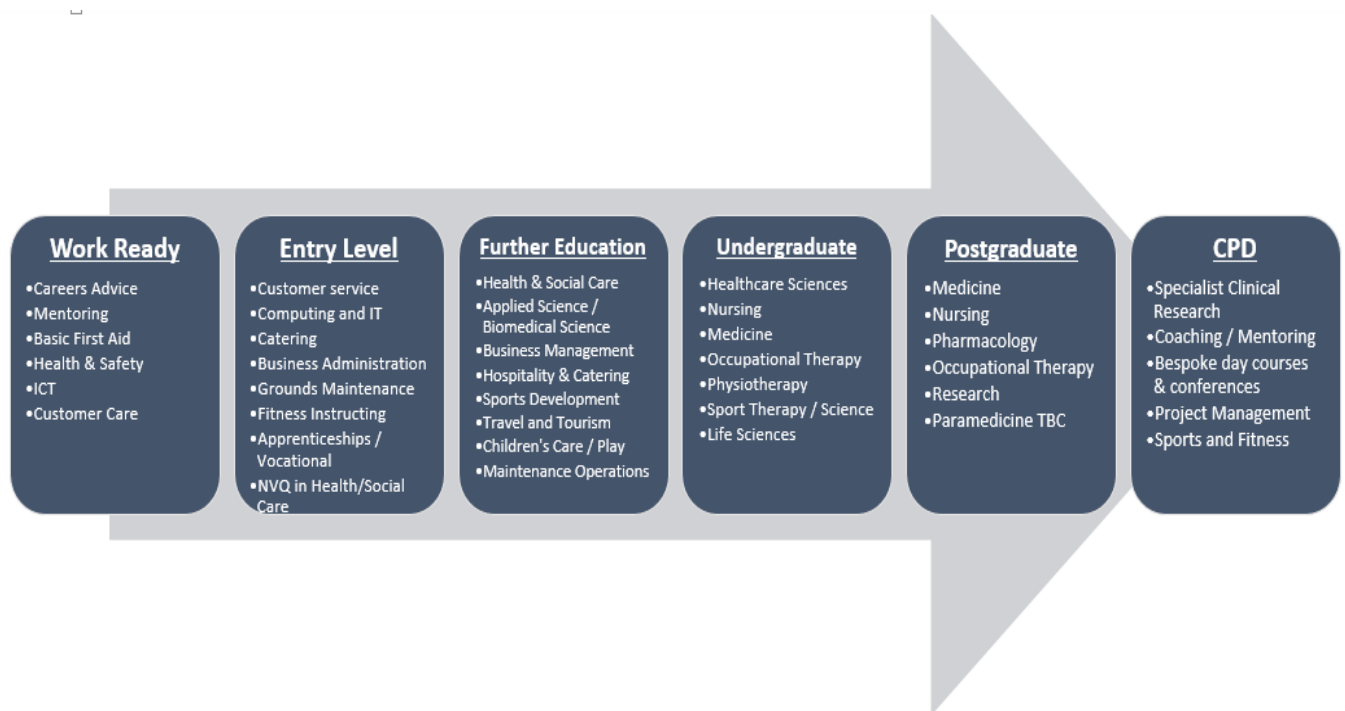 Work Ready
•Careers Advice
•Mentoring
•Basic First Aid
•Health & Safety
•ICT
•Customer Care
Entry Level
•Customer service
•Computing and IT
•Catering
•Business Administration
•Grounds Maintenance
•Fitness Instructing
•Apprenticeships /
Vocational
•NVQ in Health/Social
Care
Further Education
•Health & Social Care
•Applied Science /
Biomedical Science
•Business Management
•Hospitality & Catering
•Sports Development
•Travel and Tourism
•Children's Care / Play
•Maintenance Operations
Undergraduate
•Healthcare Sciences
•Nursing
•Medicine
•Occupational Therapy
•Physiotherapy
•Sport Therapy / Science
•Life Sciences
Postgraduate
•Medicine
•Nursing
•Pharmacology
•Occupational Therapy
•Research
•Paramedicine TBC
CPD
•Specialist Clinical
Research
•Coaching / Mentoring
•Bespoke day courses
& conferences
•Project Management
•Sports and Fitness